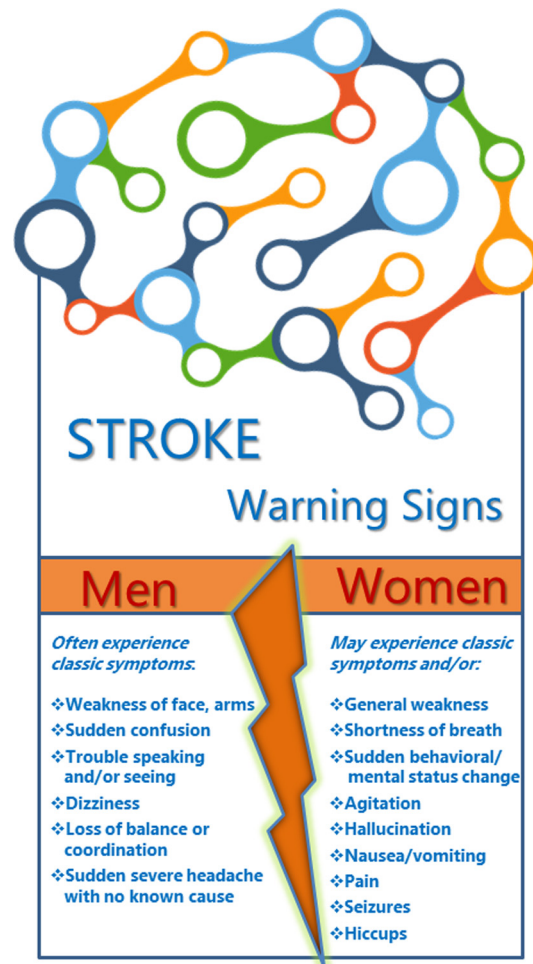 STROKE
Warning Signs
Men
Women
Often experience
classic symptoms:
❖Weakness of face, arms
❖Sudden confusion
❖Trouble speaking
and/or seeing
❖Dizziness
❖Loss of balance or
coordination
❖Sudden severe headache
with no known cause
May experience classic
symptoms and/or:
❖General weakness
❖Shortness of breath
❖Sudden behavioral/
mental status change
❖Agitation
❖Hallucination
❖Nausea/vomiting
❖Pain
❖Seizures
❖Hiccups